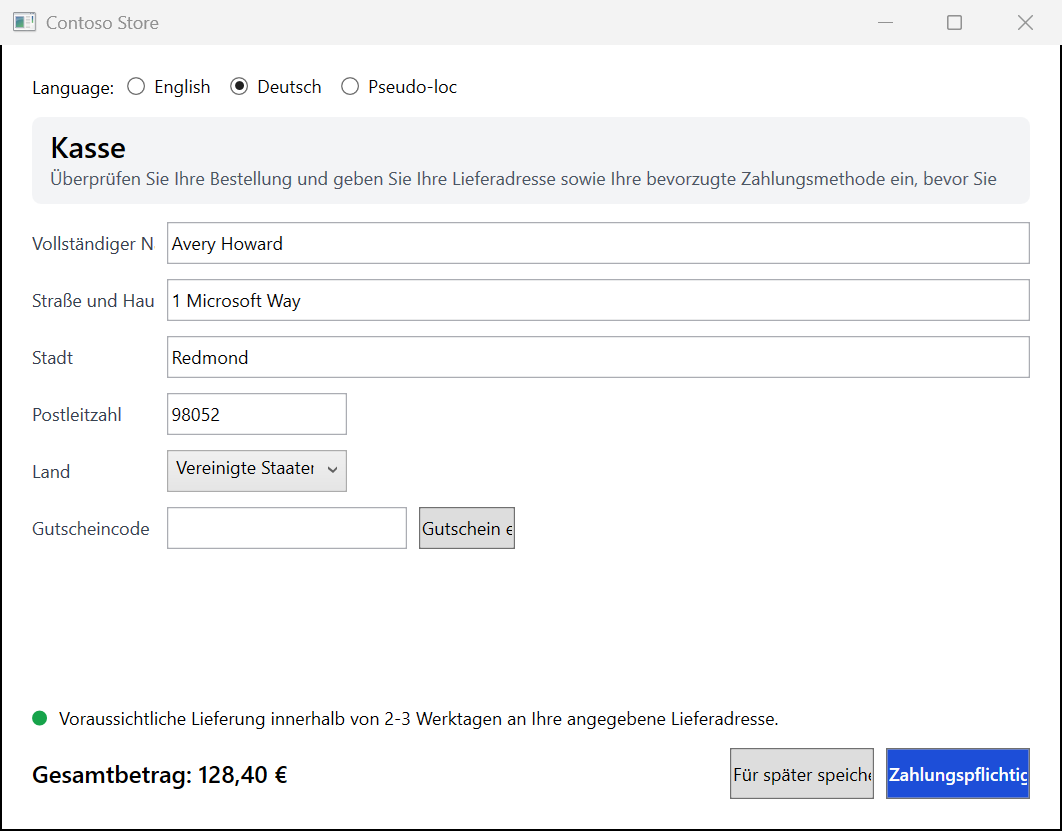 Contoso Store
Language: English Deutsch Pseudo-loc
Kasse
Überprüfen Sie Ihre Bestellung und geben Sie Ihre Lieferadresse sowie Ihre bevorzugte Zahlungsmethode ein, bevor Sie
Vollständiger N Avery Howard
Straße und Hau 1 Microsoft Way
Stadt Redmond
Postleitzahl 98052
Land Vereinigte Staaten
Gutscheincode Gutschein e
Voraussichtliche Lieferung innerhalb von 2-3 Werktagen an Ihre angegebene Lieferadresse.
Gesamtbetrag: 128,40 € Für später speiche Zahlungspflichtig